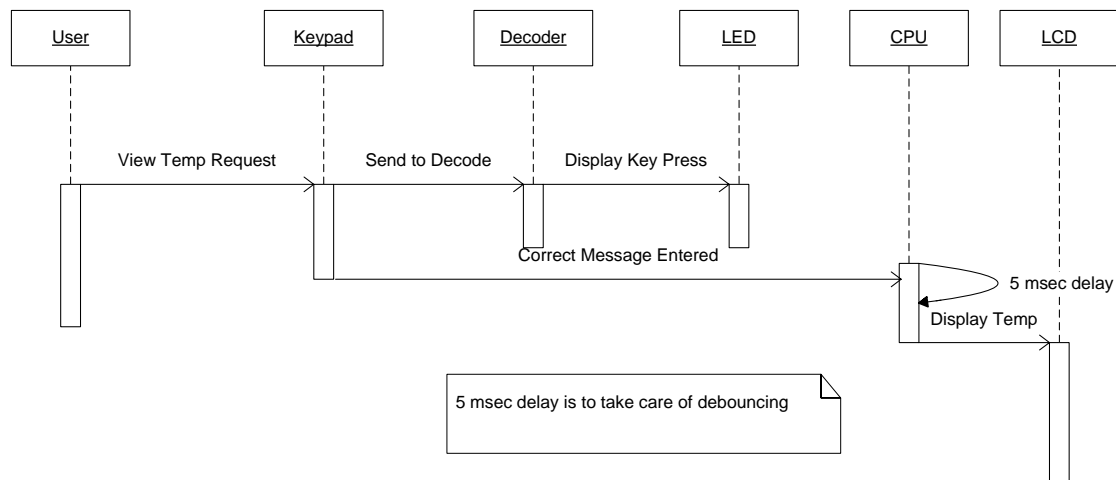 User
Keypad
Decoder
LED
CPU
LCD
View Temp Request
Send to Decode
Display Key Press
Correct Message Entered
5 msec delay
Display Temp
5 msec delay is to take care of debouncing